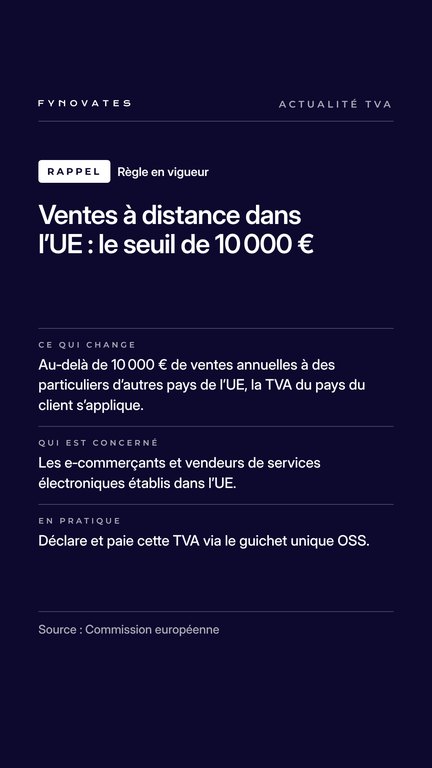 FYNOVATES
ACTUALITÉ TVA
RAPPEL Règle en vigueur
Ventes à distance dans
l'UE : le seuil de 10 000 €
CE QUI CHANGE
Au-delà de 10 000 € de ventes annuelles à des
particuliers d'autres pays de l'UE, la TVA du pays du
client s'applique.
QUI EST CONCERNÉ
Les e-commerçants et vendeurs de services
électroniques établis dans l'UE.
EN PRATIQUE
Déclare et paie cette TVA via le guichet unique OSS.
Source : Commission européenne